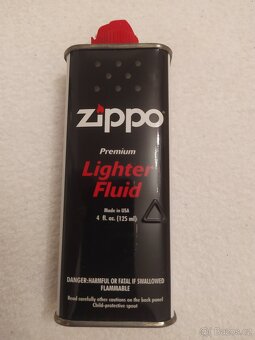 zippo
Premium
Lighter
Fluid
Made in USA
4 fl. oz. (125 ml)
DANGER:HARMFUL OR FATAL IF SWALLOWED
FLAMMABLE
Read carefully other cautions on the back panel
Child-protective spout